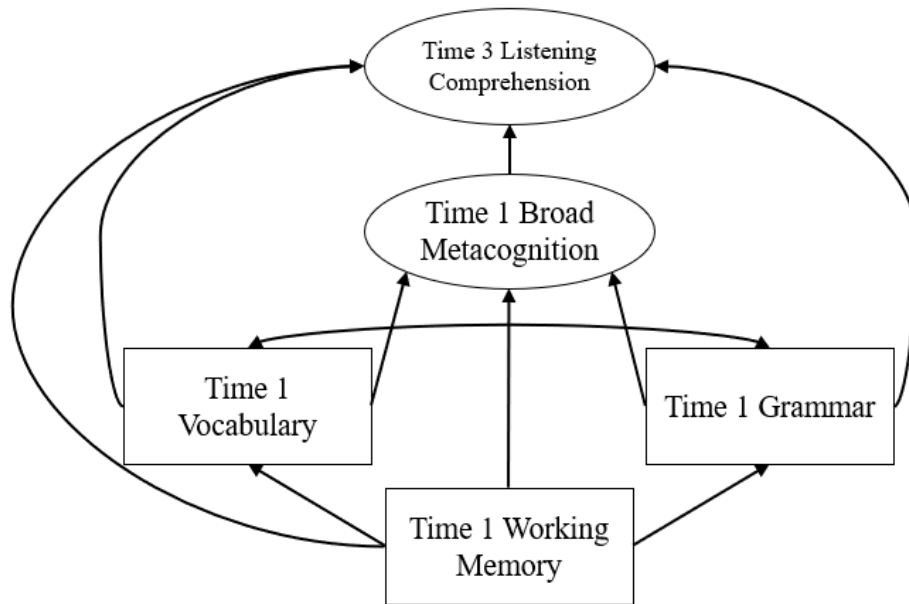 Time 3 Listening
Comprehension
Time 1 Broad
Metacognition
Time 1
Vocabulary
Time 1 Grammar
Time 1 Working
Memory